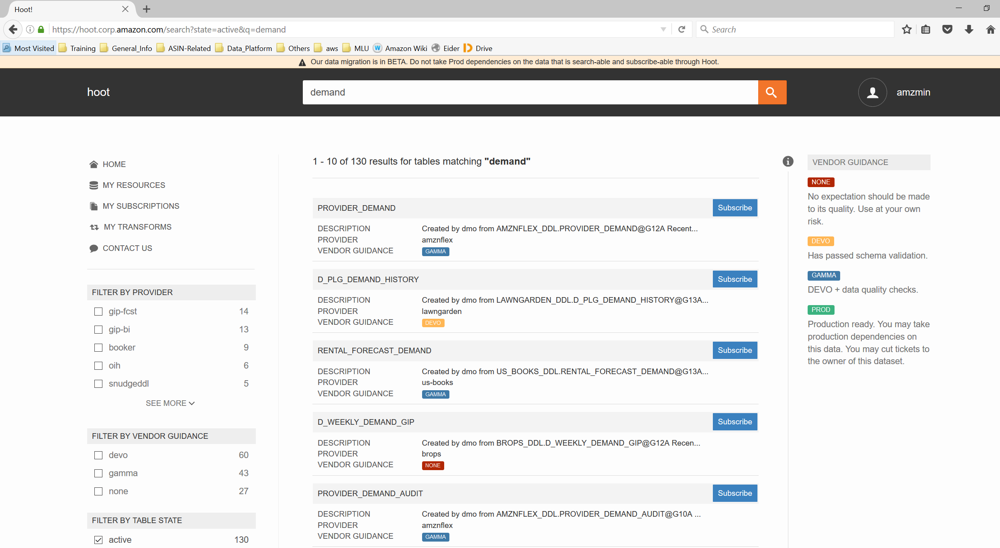 Hoot!
https://hoot.corp.amazon.com/search?state=active&q=demand
Search
Most Visited Training General_Info ASIN-Related Data_Platform Others aws MLU Amazon Wiki Eider Drive
Our data migration is in BETA. Do not take Prod dependencies on the data that is search-able and subscribe-able through Hoot.
hoot
demand
amzmin
HOME
MY RESOURCES
MY SUBSCRIPTIONS
MY TRANSFORMS
CONTACT US
FILTER BY PROVIDER
gip-fcst 14
gip-bi 13
booker 9
oih 6
snudgeddl 5
SEE MORE
FILTER BY VENDOR GUIDANCE
devo 60
gamma 43
none 27
FILTER BY TABLE STATE
active 130
1 - 10 of 130 results for tables matching "demand"
PROVIDER_DEMAND Subscribe
DESCRIPTION Created by dmo from AMZNFLEX_DDL.PROVIDER_DEMAND@G12A Recent...
PROVIDER amznflex
VENDOR GUIDANCE GAMMA
D_PLG_DEMAND_HISTORY Subscribe
DESCRIPTION Created by dmo from LAWNGARDEN_DDL.D_PLG_DEMAND_HISTORY@G13A...
PROVIDER lawngarden
VENDOR GUIDANCE DEVO
RENTAL_FORECAST_DEMAND Subscribe
DESCRIPTION Created by dmo from US_BOOKS_DDL.RENTAL_FORECAST_DEMAND@G13A...
PROVIDER us-books
VENDOR GUIDANCE GAMMA
D_WEEKLY_DEMAND_GIP Subscribe
DESCRIPTION Created by dmo from BROPS_DDL.D_WEEKLY_DEMAND_GIP@G12A Recen...
PROVIDER brops
VENDOR GUIDANCE NONE
PROVIDER_DEMAND_AUDIT Subscribe
DESCRIPTION Created by dmo from AMZNFLEX_DDL.PROVIDER_DEMAND_AUDIT@G10A ...
PROVIDER amznflex
VENDOR GUIDANCE GAMMA
VENDOR GUIDANCE
NONE
No expectation should be made
to its quality. Use at your own
risk.
DEVO
Has passed schema validation.
GAMMA
DEVO + data quality checks.
PROD
Production ready. You may take
production dependencies on
this data. You may cut tickets to
the owner of this dataset.